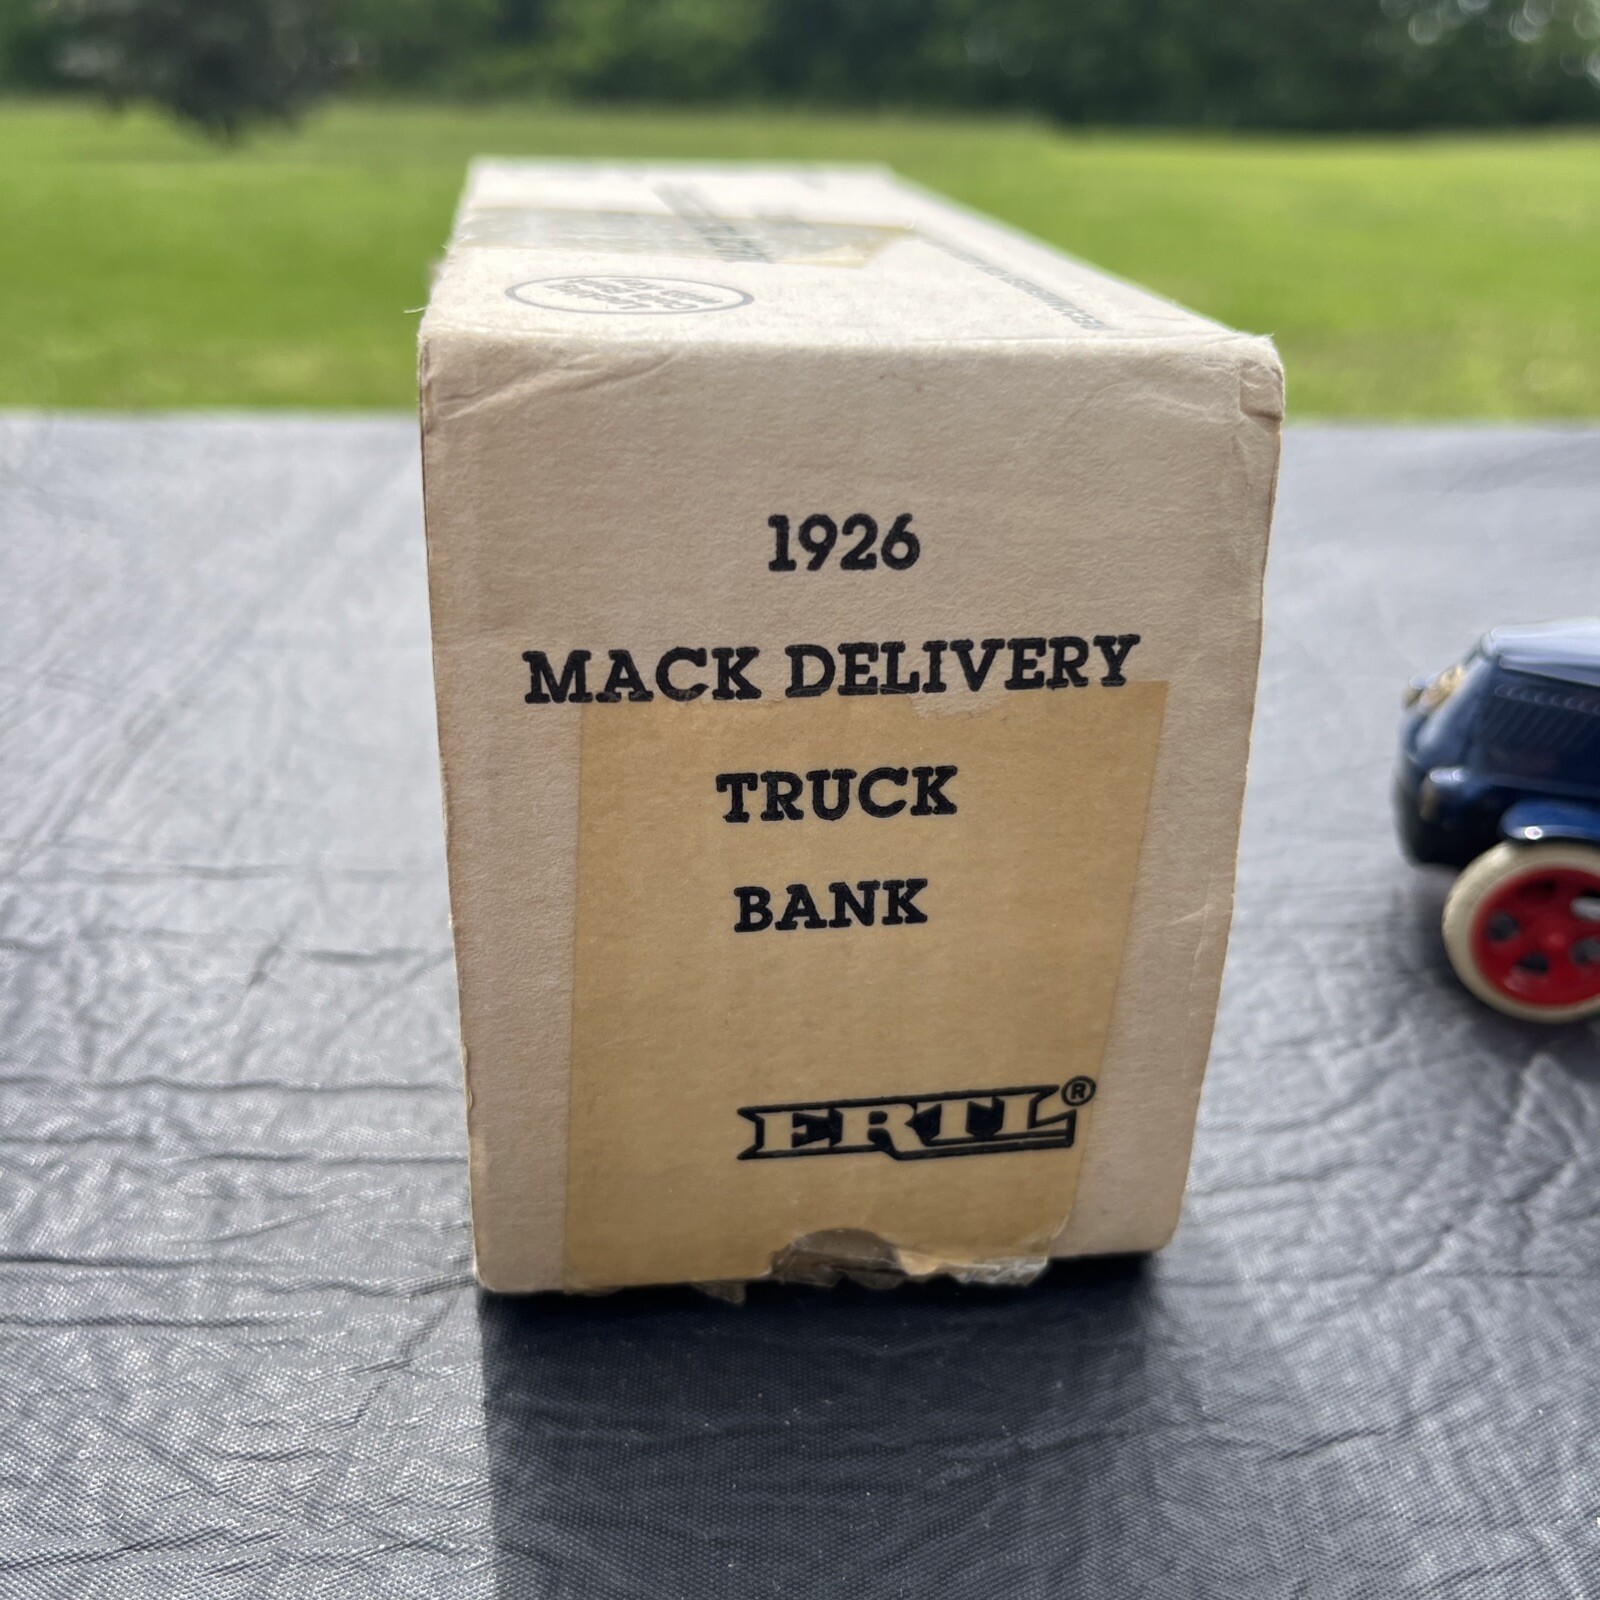 1926
MACK DELIVERY
TRUCK
BANK
ERTL®